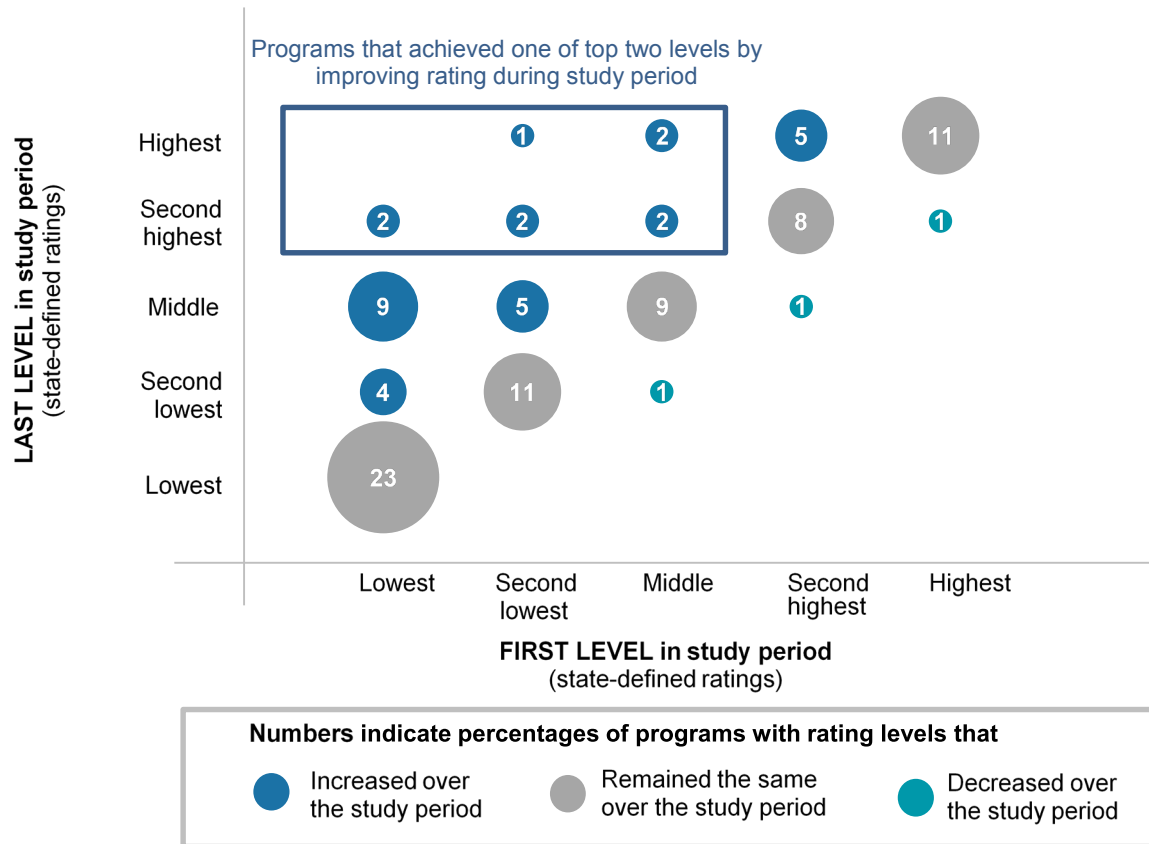 Programs that achieved one of top two levels by
improving rating during study period
LAST LEVEL in study period
(state-defined ratings)
Highest
1
2
5
11
Second
highest
2
2
2
8
1
Middle
9
5
9
1
Second
lowest
4
11
1
Lowest
23
Lowest
Second
lowest
Middle
Second
highest
Highest
FIRST LEVEL in study period
(state-defined ratings)
Numbers indicate percentages of programs with rating levels that
Increased over
the study period
Remained the same
over the study period
Decreased over
the study period